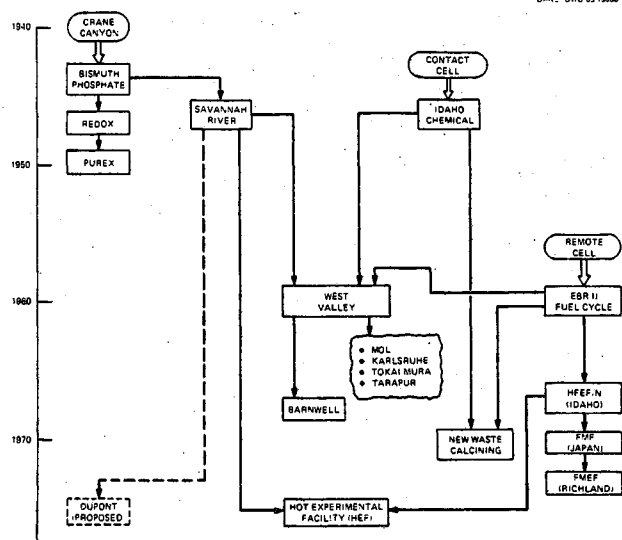 1940
CRANE
CANYON
BISMUTH
PHOSPHATE
REDOX
PUREX
SAVANNAH
RIVER
CONTACT
CELL
IDAHO
CHEMICAL
1950
REMOTE
CELL
1960
WEST
VALLEY
EBR II
FUEL CYCLE
• MOL
• KARLSRUHE
• TOKAI MURA
• TARAPUR
BARNWELL
HFEF-N
(IDAHO)
1970
NEW WASTE
CALCINING
FMF
(JAPAN)
FMEF
(RICHLAND)
DUPONT
(PROPOSED
HOT EXPERIMENTAL
FACILITY (HEF)